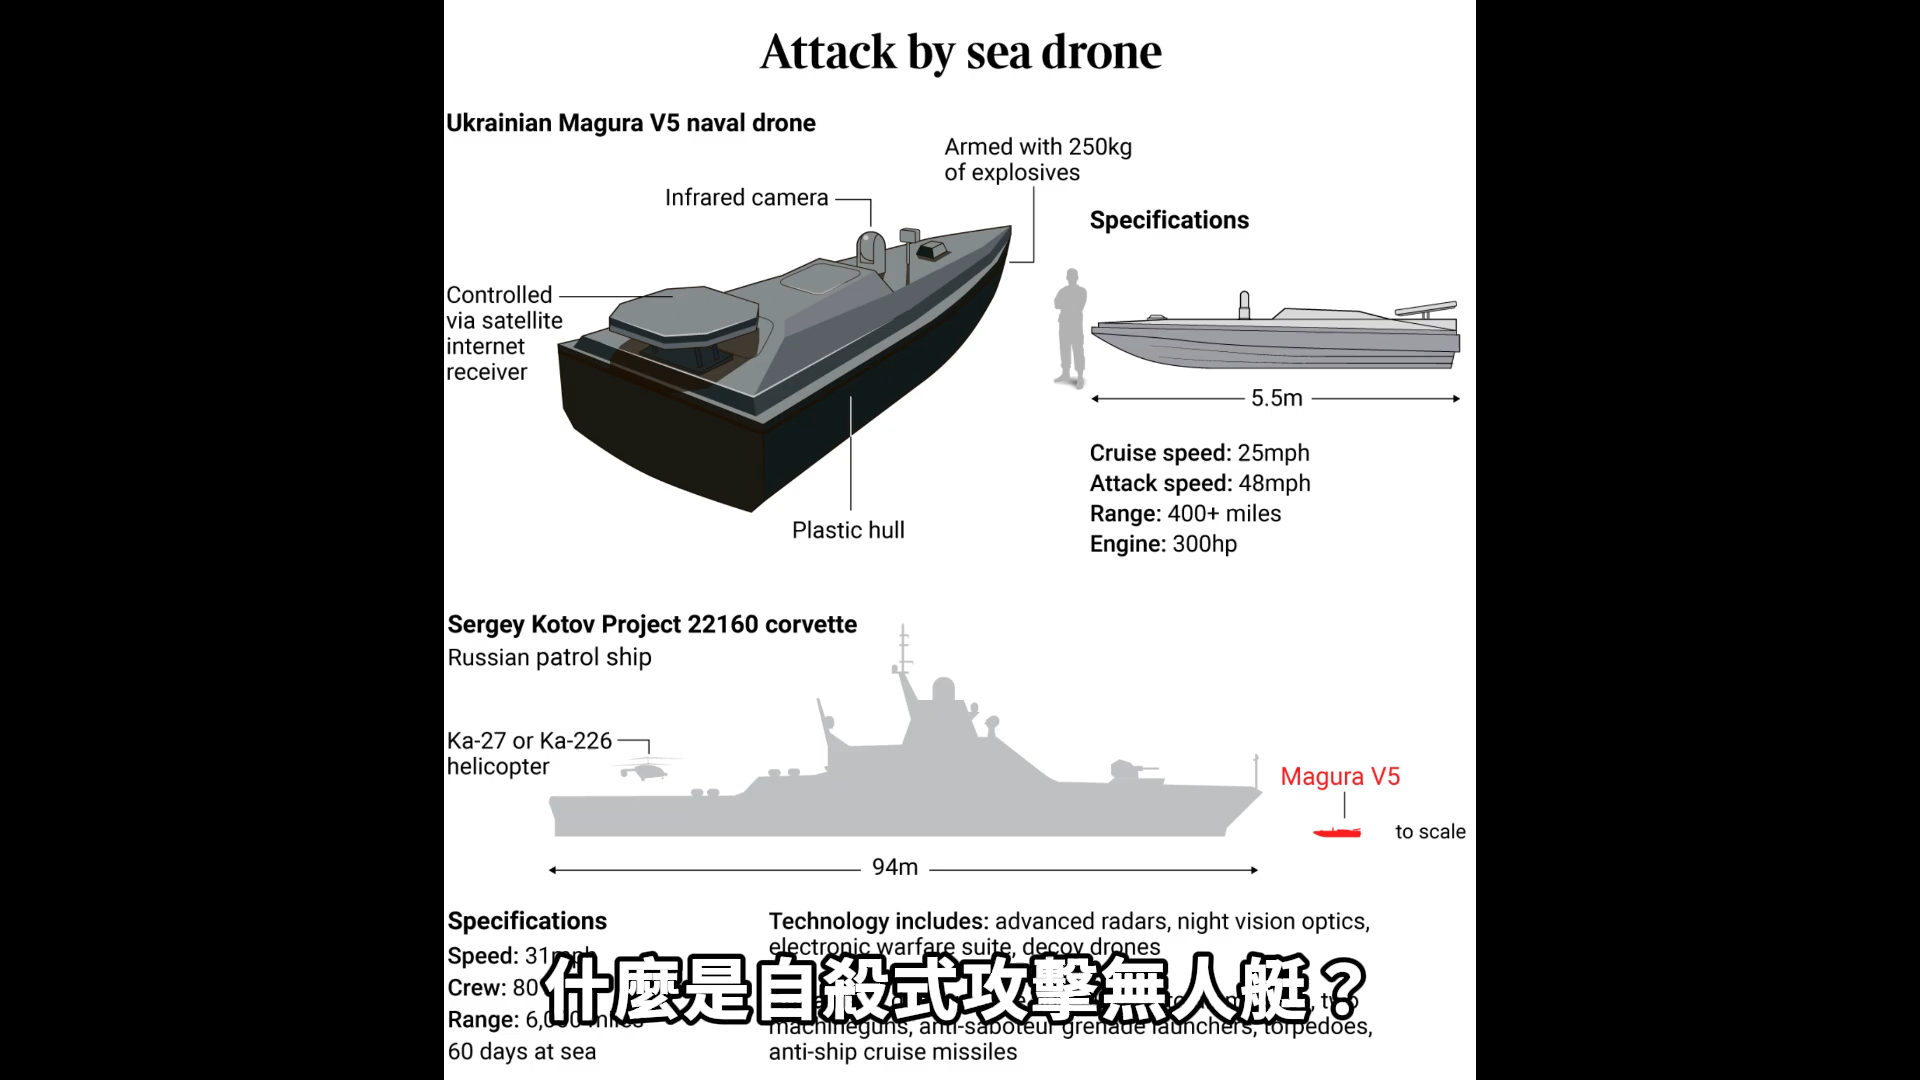 Attack by sea drone
Ukrainian Magura V5 naval drone
Armed with 250kg
of explosives
Infrared camera
Controlled
via satellite
internet
receiver
Plastic hull
Specifications
5.5m
Cruise speed: 25mph
Attack speed: 48mph
Range: 400+ miles
Engine: 300hp
Sergey Kotov Project 22160 corvette
Russian patrol ship
Ka-27 or Ka-226
helicopter
Magura V5
to scale
94m
Specifications
Speed: 31mph
Crew: 80
Range: 6,000 miles
60 days at sea
Technology includes: advanced radars, night vision optics,
electronic warfare suite, decoy drones
two
machineguns, anti-saboteur grenade launchers, torpedoes,
anti-ship cruise missiles
什麼是自殺式攻擊無人艇？